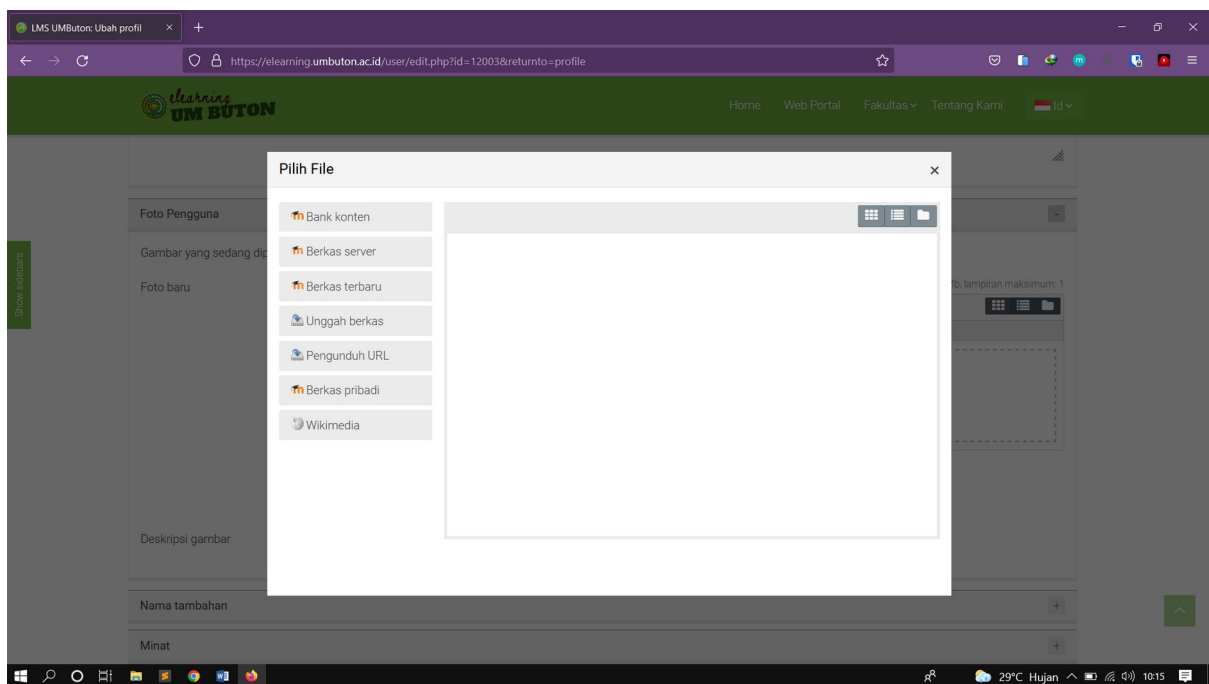 LMS UMButon: Ubah profil
https://elearning.umbuton.ac.id/user/edit.php?id=12003&returnto=profile
elearning
UM BUTON
Home Web Portal Fakultas Tentang Kami Id
Pilih File
Foto Pengguna
Bank konten
Gambar yang sedang dip
Berkas server
Foto baru
Berkas terbaru
lampiran maksimum: 1
Show sidebars
Unggah berkas
Pengunduh URL
Berkas pribadi
Wikimedia
Deskripsi gambar
Nama tambahan
Minat
29°C Hujan 10:15